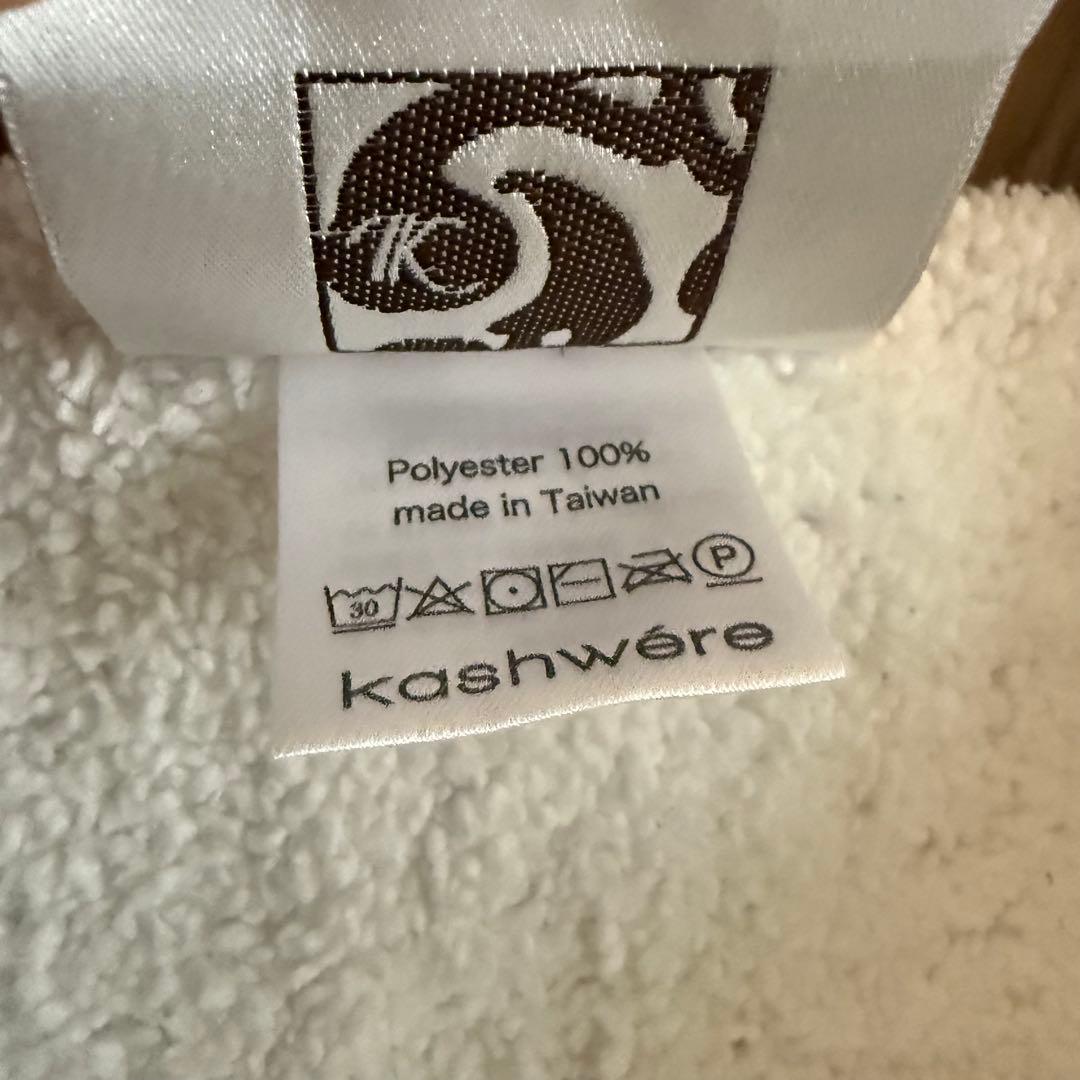 K
Polyester 100%
made in Taiwan
30 P
kashwére